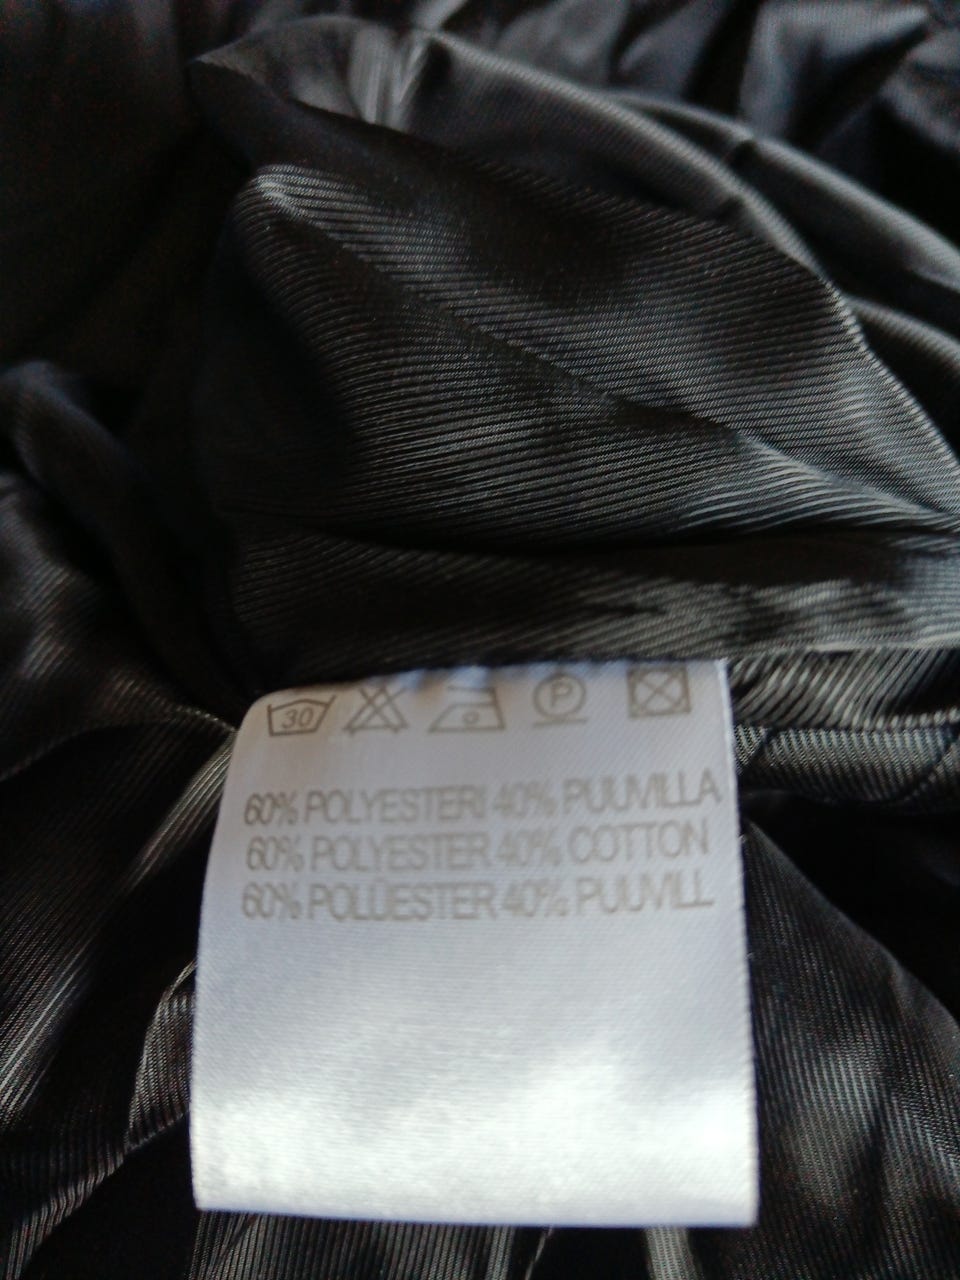 30 P
60% POLYESTERI 40% PUUVILLA
60% POLYESTER 40% COTTON
60% POLÜESTER 40% PUUVILL